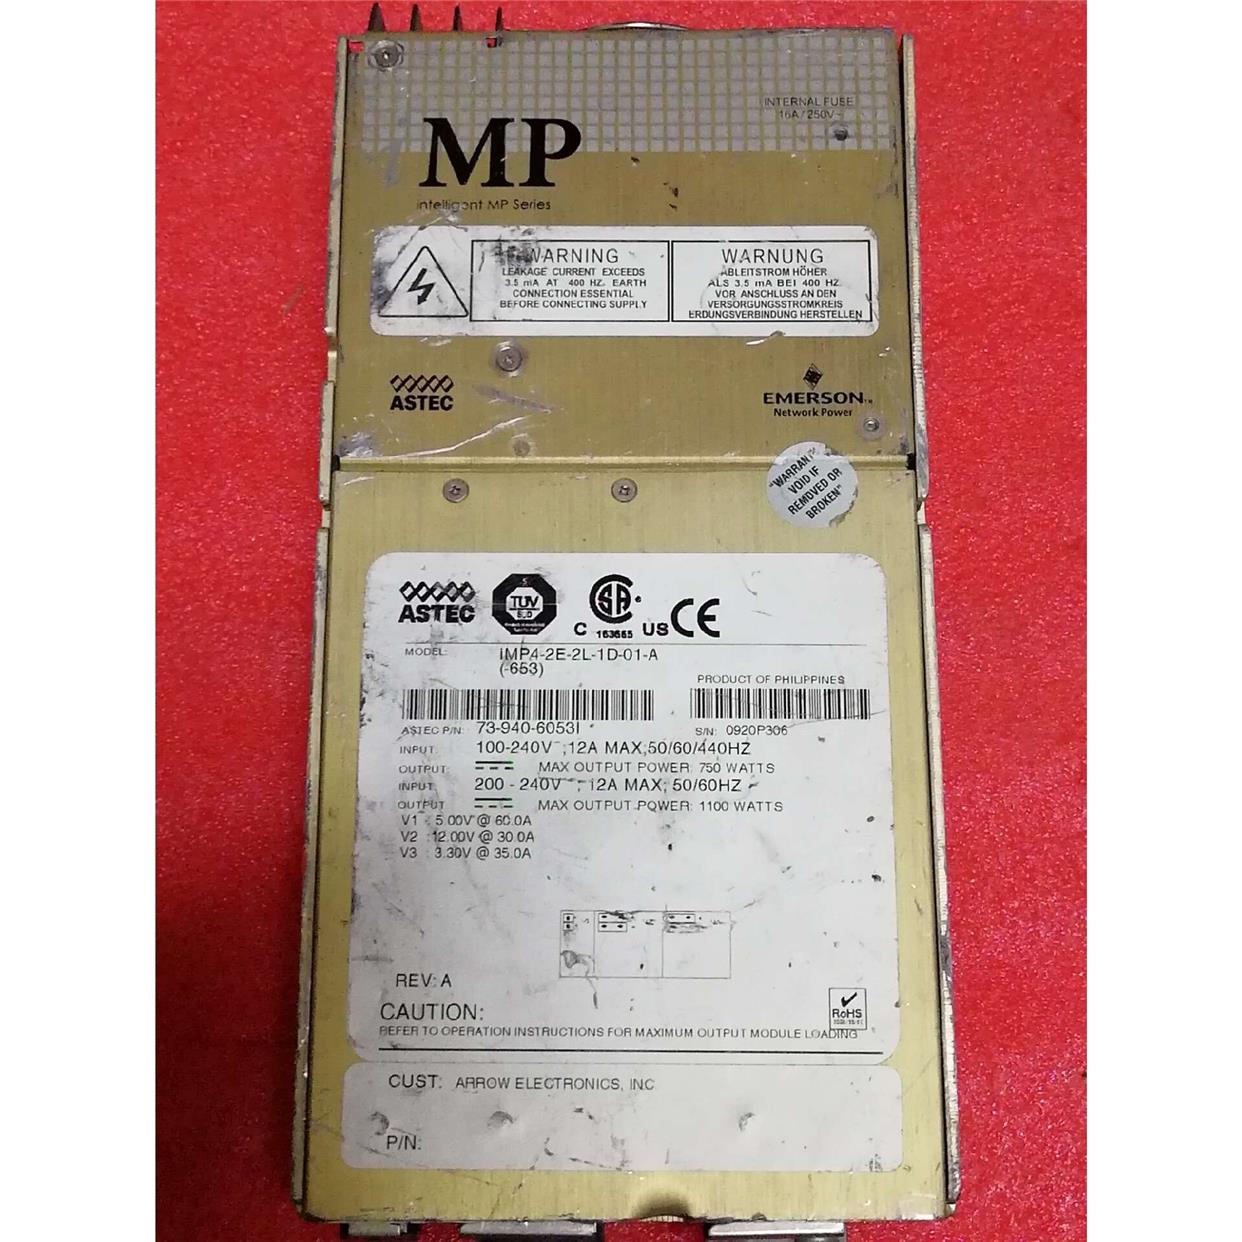 INTERNAL FUSE
16A / 250V~
MP
intelligent MP Series
WARNING
LEAKAGE CURRENT EXCEEDS
3.5 mA AT 400 HZ. EARTH
CONNECTION ESSENTIAL
BEFORE CONNECTING SUPPLY
WARNUNG
ABLEITSTROM HÖHER
ALS 3.5 mA BEI 400 HZ.
VOR ANSCHLUSS AN DEN
VERSORGUNGSSTROMKREIS
ERDUNGSVERBINDUNG HERSTELLEN
ASTEC
EMERSON™
Network Power
"WARRANTY
VOID IF
REMOVED OR
BROKEN"
ASTEC
TUV
C 163665 US
CE
MODEL: IMP4-2E-2L-1D-01-A
(-653)
PRODUCT OF PHILIPPINES
ASTEC P/N: 73-940-6053I
S/N: 0920P306
INPUT: 100-240V~;12A MAX;50/60/440HZ
OUTPUT: MAX OUTPUT POWER: 750 WATTS
INPUT: 200 - 240V~; 12A MAX; 50/60HZ
OUTPUT MAX OUTPUT POWER: 1100 WATTS
V1 : 5.00V @ 60.0A
V2 : 12.00V @ 30.0A
V3 : 3.30V @ 35.0A
REV: A
RoHS
CAUTION:
REFER TO OPERATION INSTRUCTIONS FOR MAXIMUM OUTPUT MODULE LOADING
CUST: ARROW ELECTRONICS, INC
P/N: